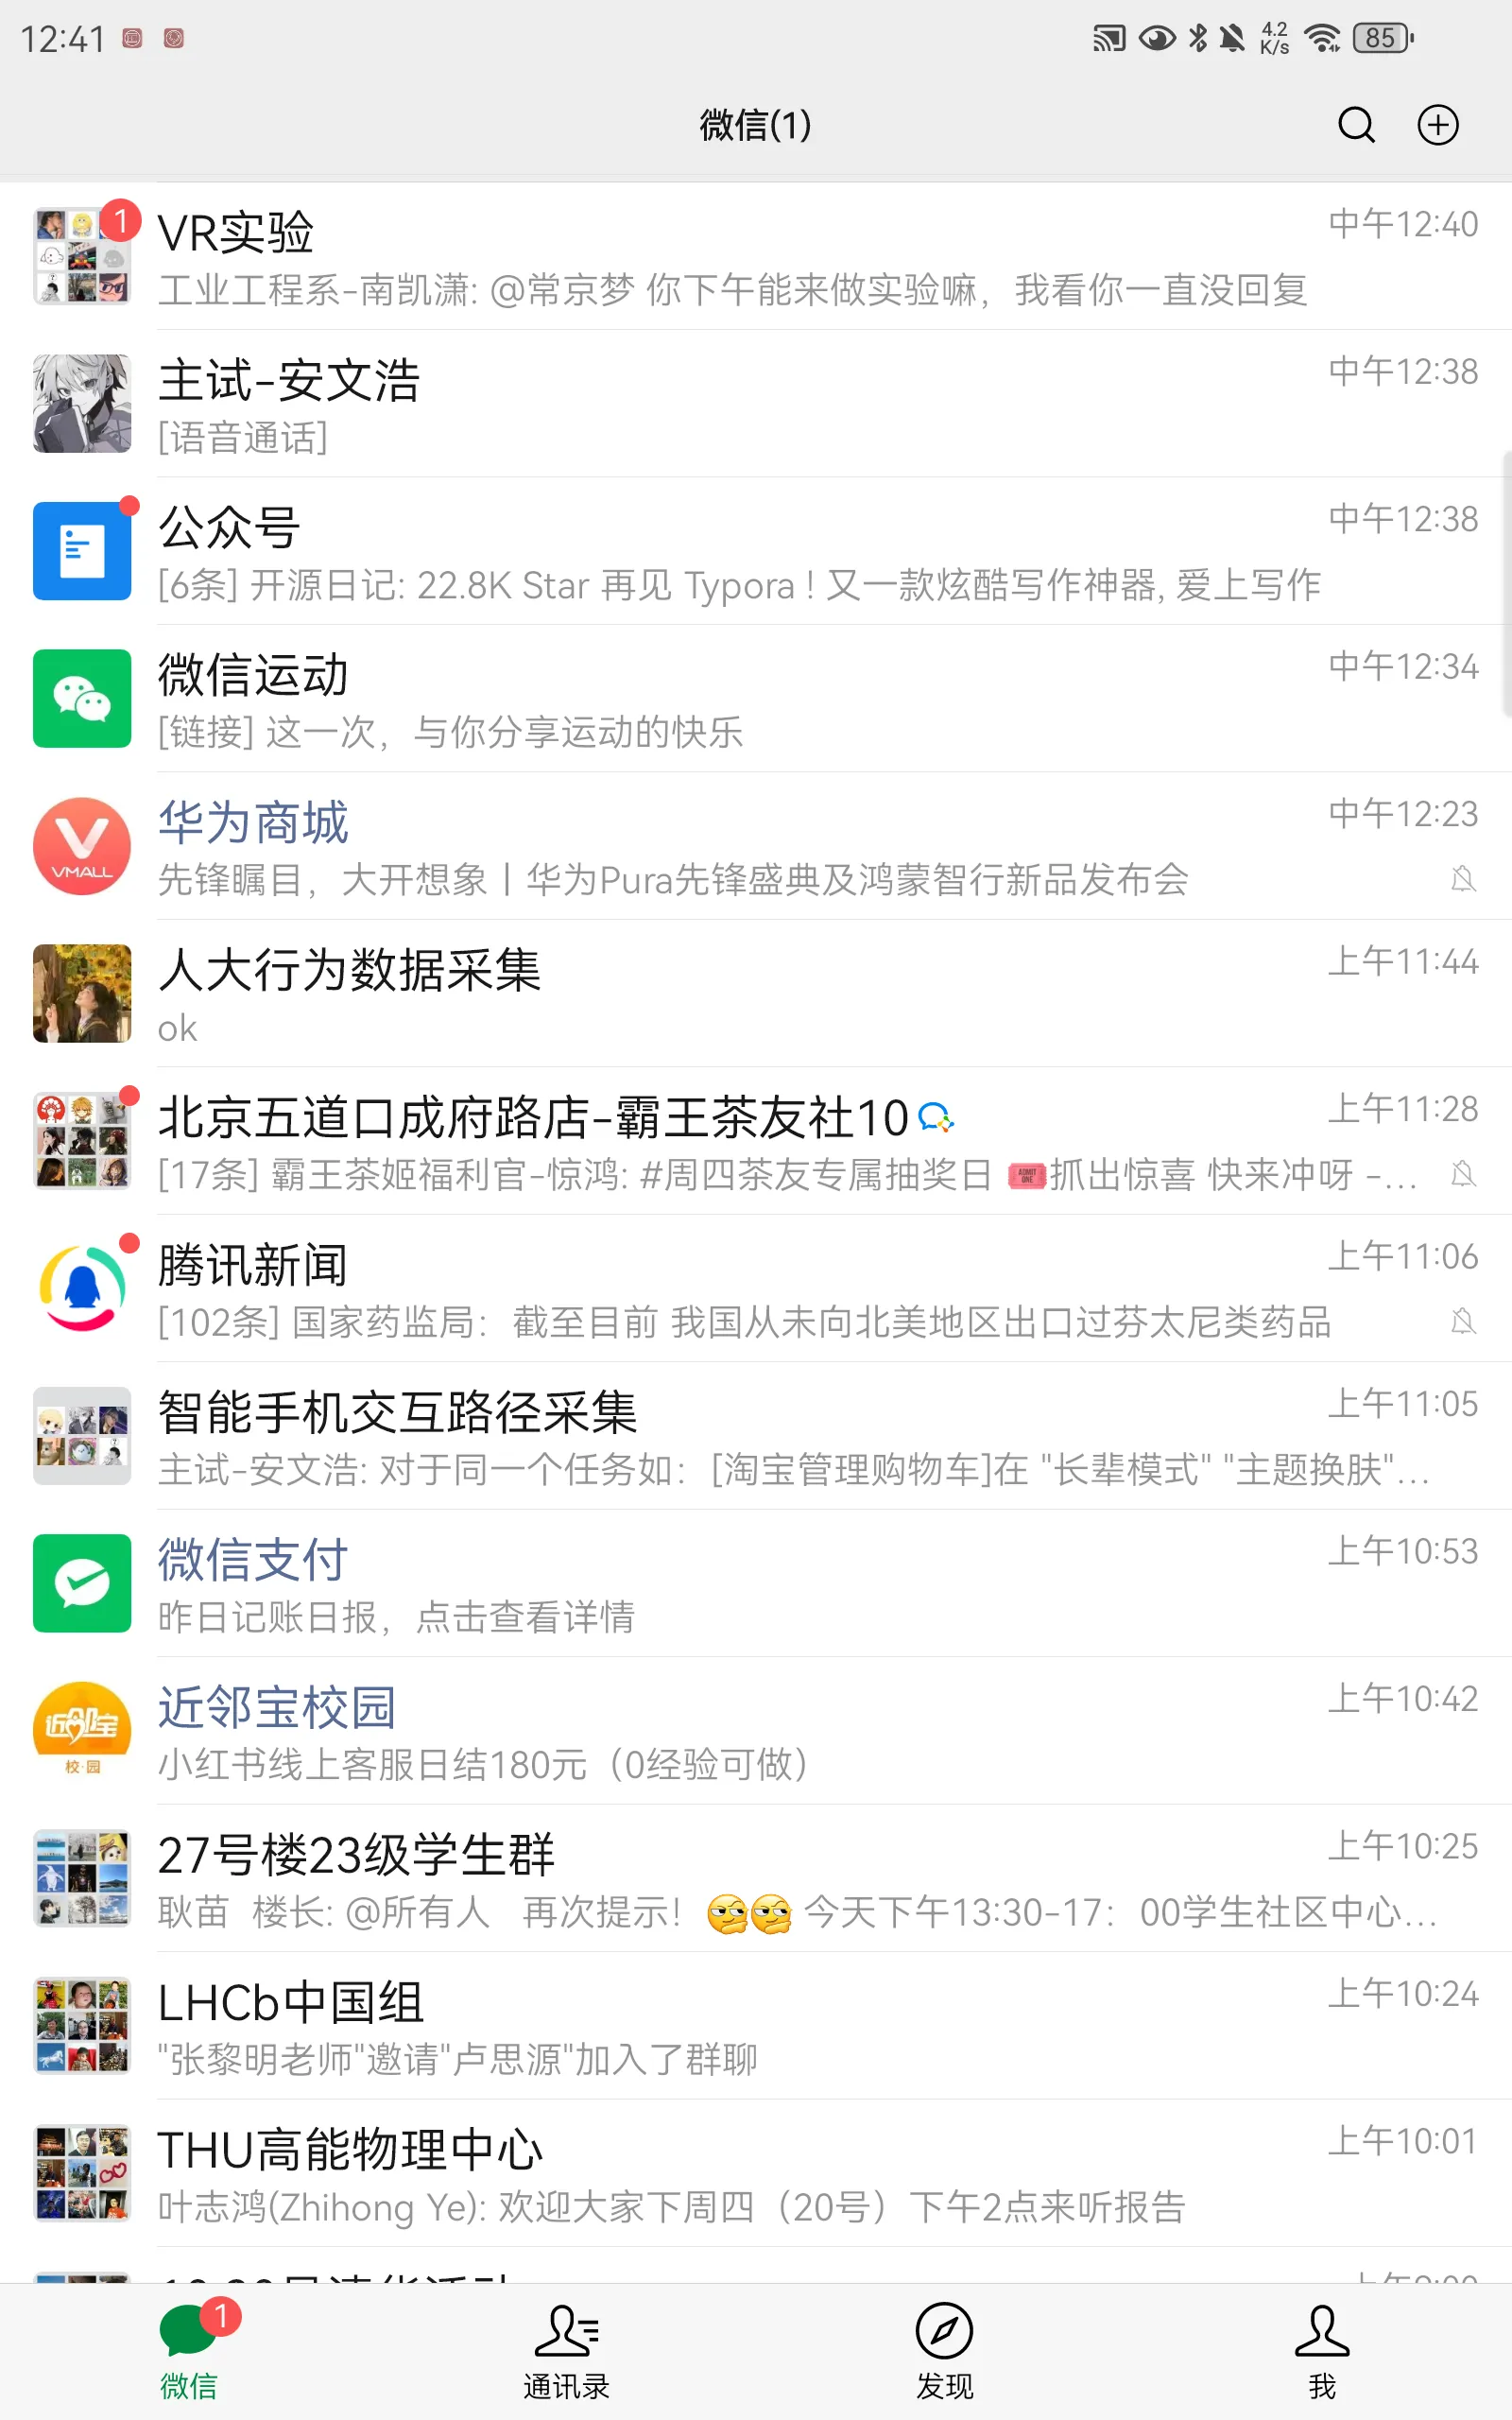 12:41
4.2
K/s
85
微信(1)
1
VR实验
中午12:40
工业工程系-南凯潇: @常京梦 你下午能来做实验嘛，我看你一直没回复
主试-安文浩
中午12:38
[语音通话]
公众号
中午12:38
[6条] 开源日记: 22.8K Star 再见 Typora ! 又一款炫酷写作神器, 爱上写作
微信运动
中午12:34
[链接] 这一次，与你分享运动的快乐
VMALL
华为商城
中午12:23
先锋瞩目，大开想象丨华为Pura先锋盛典及鸿蒙智行新品发布会
人大行为数据采集
上午11:44
ok
北京五道口成府路店-霸王茶友社10
上午11:28
[17条] 霸王茶姬福利官-惊鸿: #周四茶友专属抽奖日 🎟️抓出惊喜 快来冲呀 -...
腾讯新闻
上午11:06
[102条] 国家药监局：截至目前 我国从未向北美地区出口过芬太尼类药品
智能手机交互路径采集
上午11:05
主试-安文浩: 对于同一个任务如：[淘宝管理购物车]在 "长辈模式" "主题换肤"...
微信支付
上午10:53
昨日记账日报，点击查看详情
近邻宝
校·园
近邻宝校园
上午10:42
小红书线上客服日结180元（0经验可做）
27号楼23级学生群
上午10:25
耿苗 楼长: @所有人 再次提示！ 今天下午13:30-17：00学生社区中心...
LHCb中国组
上午10:24
"张黎明老师"邀请"卢思源"加入了群聊
THU高能物理中心
上午10:01
叶志鸿(Zhihong Ye): 欢迎大家下周四（20号）下午2点来听报告
1
微信
通讯录
发现
我